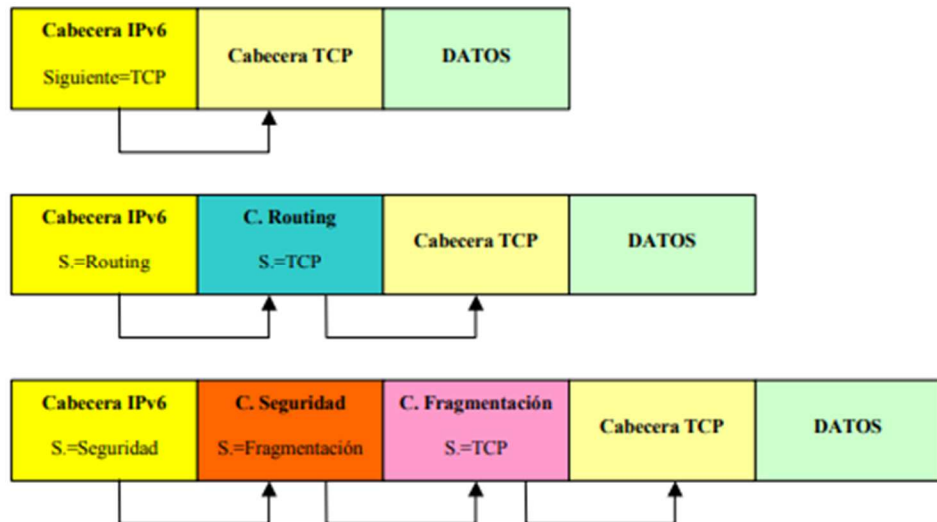 Cabecera IPv6
Siguiente=TCP
Cabecera TCP
DATOS
Cabecera IPv6
S.=Routing
C. Routing
S.=TCP
Cabecera TCP
DATOS
Cabecera IPv6
S.=Seguridad
C. Seguridad
S.=Fragmentación
C. Fragmentación
S.=TCP
Cabecera TCP
DATOS